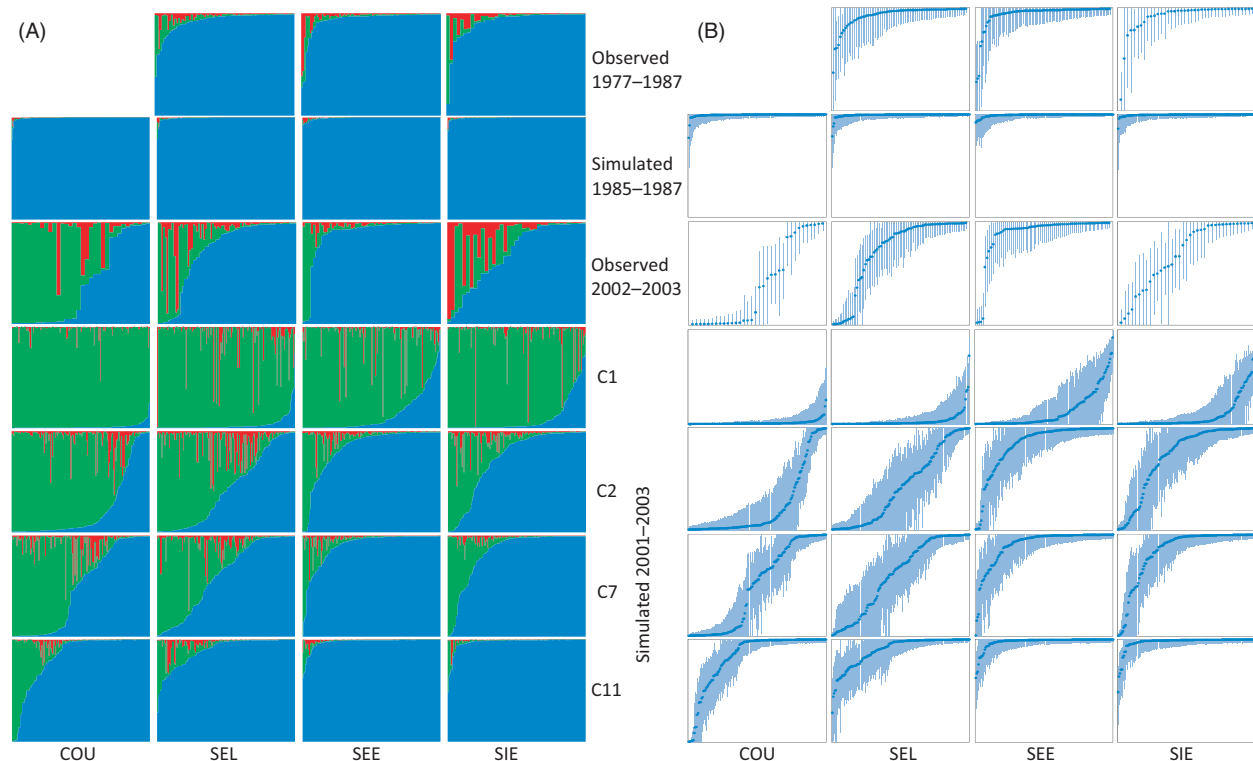 (A)
(B)
Observed
1977–1987
Simulated
1985–1987
Observed
2002–2003
C1
C2
C7
C11
Simulated 2001–2003
COU SEL SEE SIE
COU SEL SEE SIE